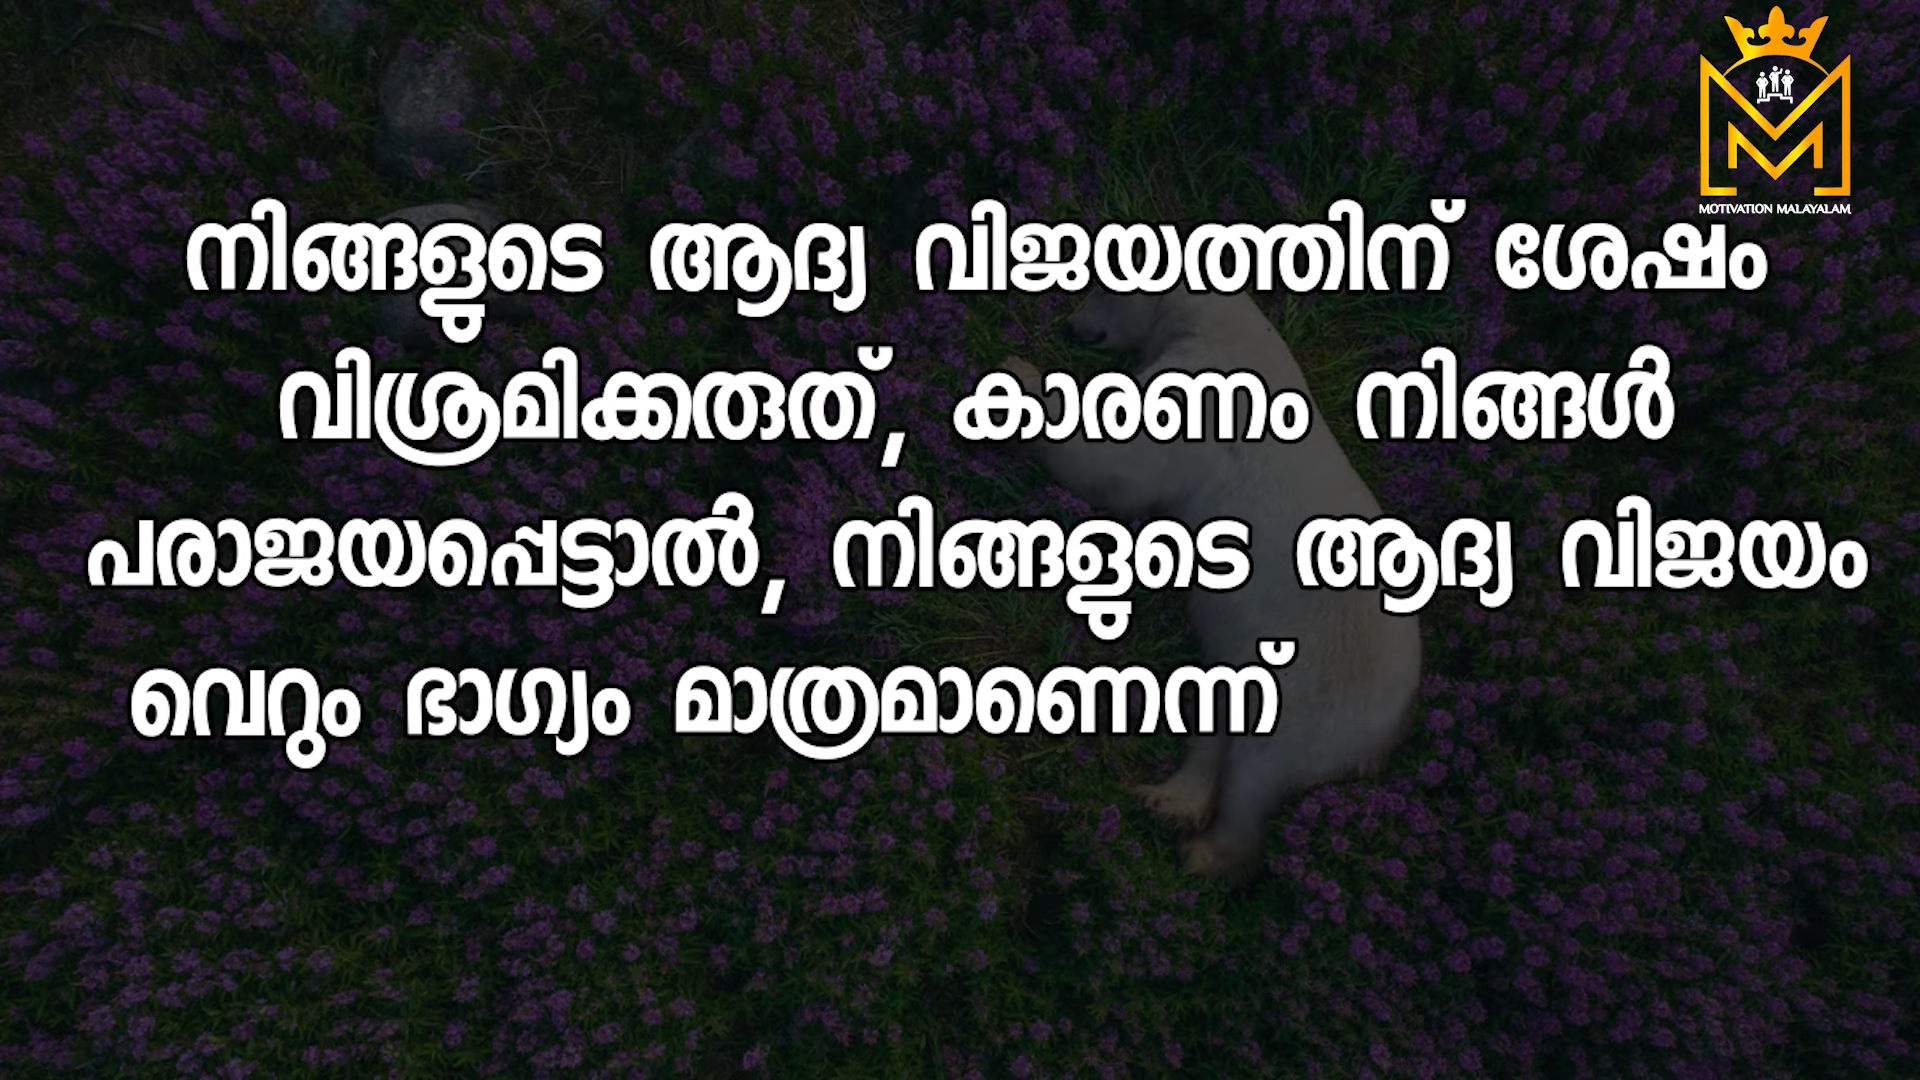 MOTIVATION MALAYALAM
നിങ്ങളുടെ ആദ്യ വിജയത്തിന് ശേഷം
വിശ്രമിക്കരുത്, കാരണം നിങ്ങൾ
പരാജയപ്പെട്ടാൽ, നിങ്ങളുടെ ആദ്യ വിജയം
വെറും ഭാഗ്യം മാത്രമാണെന്ന്